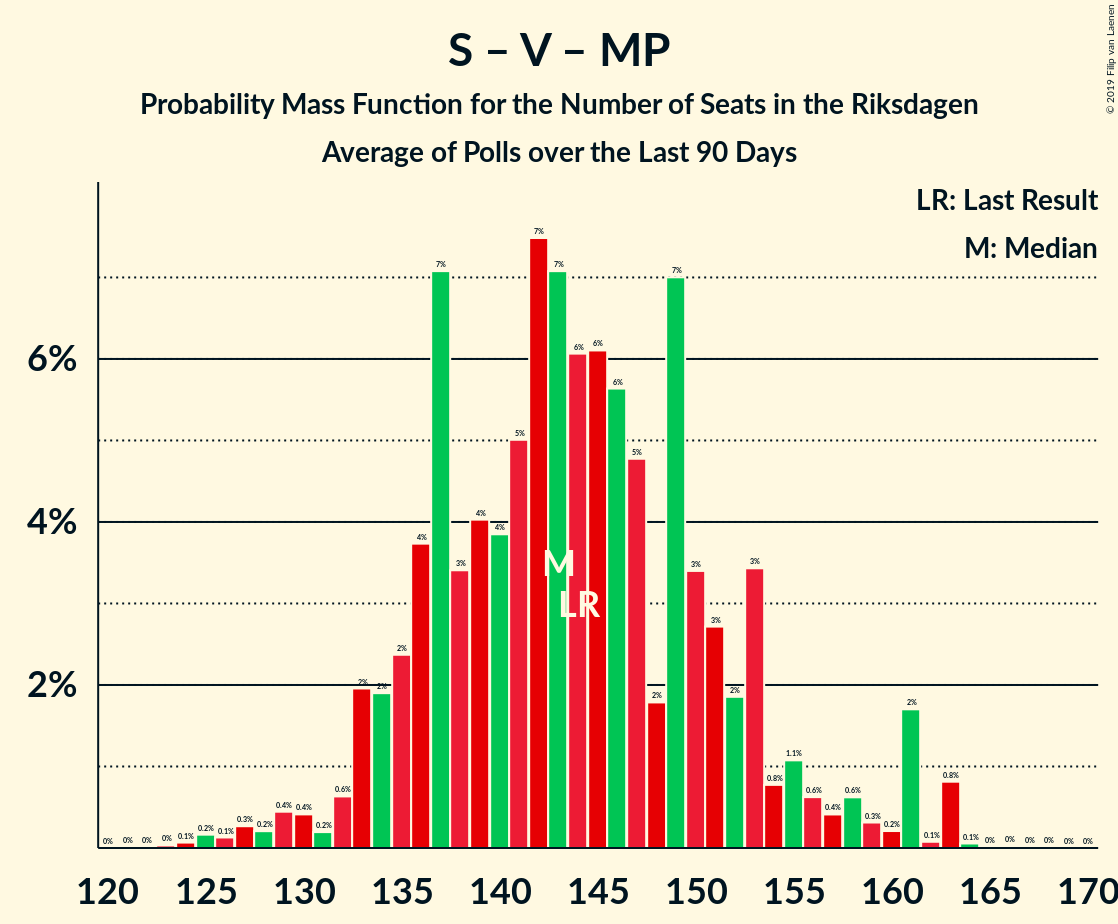 © 2019 Filip van Laenen
S – V – MP
Probability Mass Function for the Number of Seats in the Riksdagen
Average of Polls over the Last 90 Days
LR: Last Result
M: Median
6%
4%
2%
0% 0% 0% 0% 0.1% 0.2% 0.1% 0.3% 0.2% 0.4% 0.4% 0.2% 0.6% 2% 2% 2% 4% 7% 3% 4% 4% 5% 7% 7% 6% 6% 6% 5% 2% 7% 3% 3% 2% 3% 0.8% 1.1% 0.6% 0.4% 0.6% 0.3% 0.2% 2% 0.1% 0.8% 0.1% 0% 0% 0% 0% 0% 0%
M
LR
120 125 130 135 140 145 150 155 160 165 170